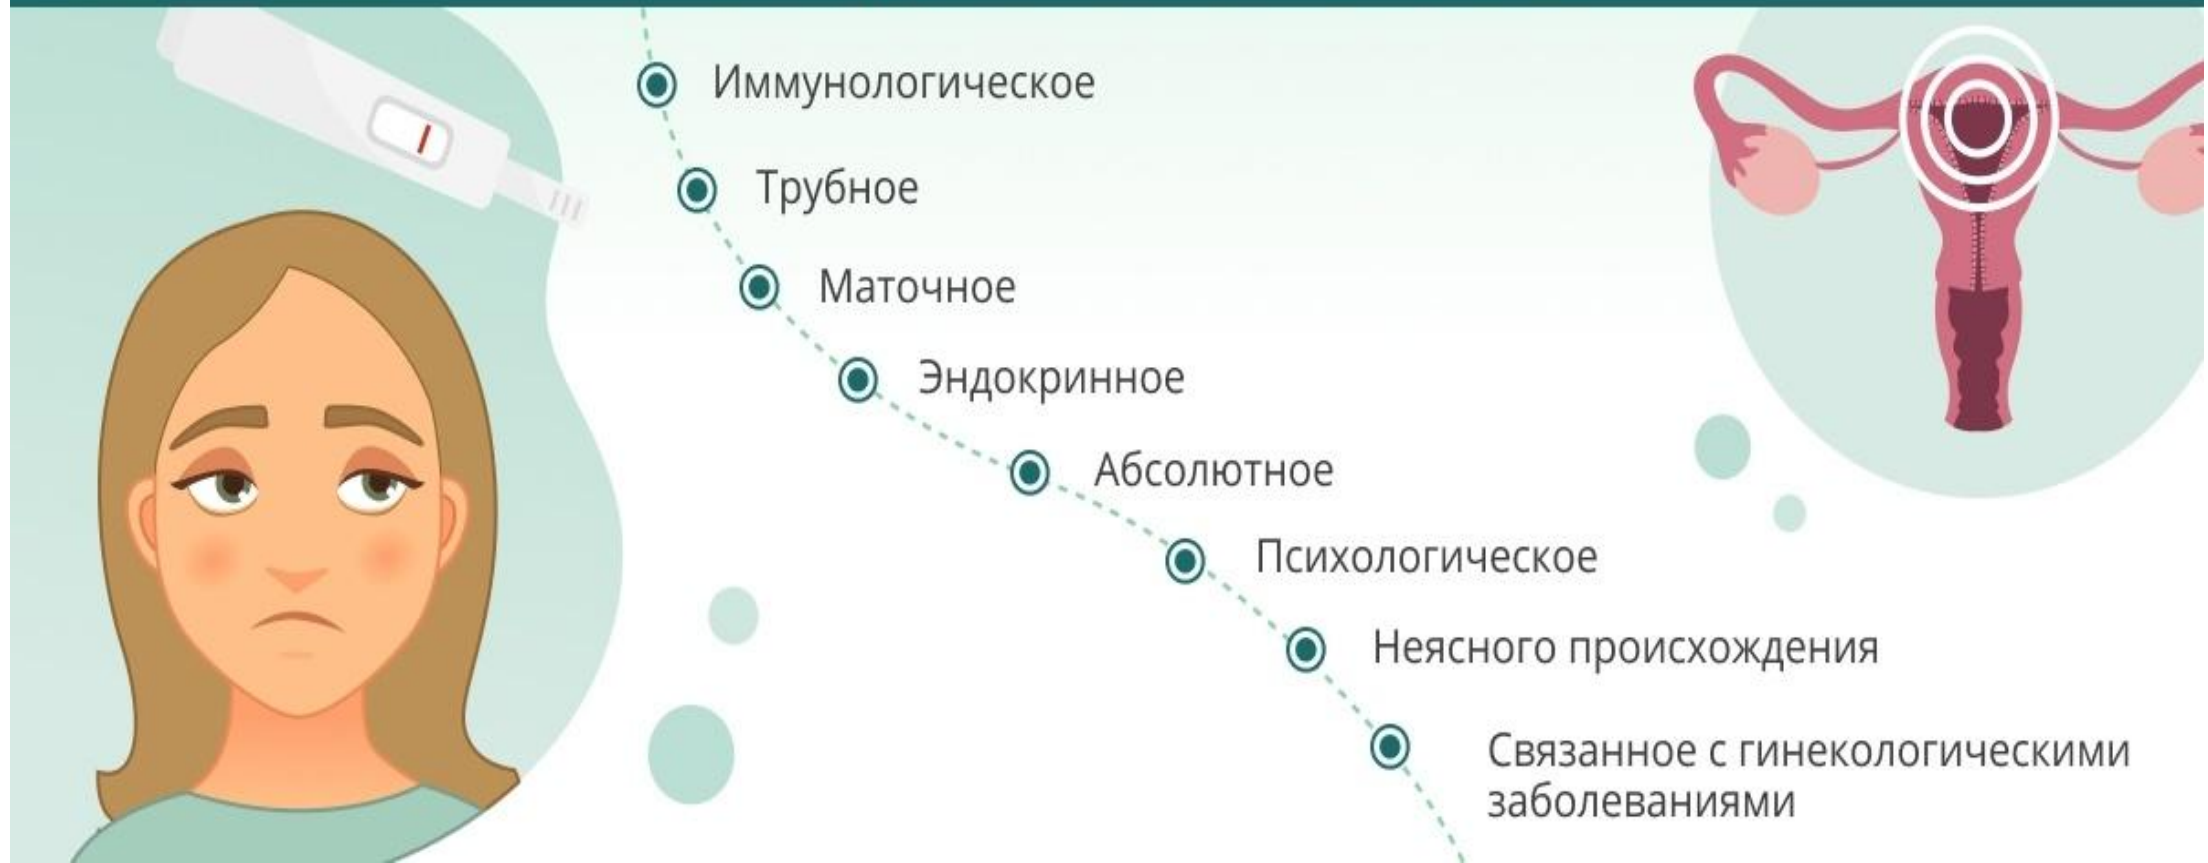 Иммунологическое
Трубное
Маточное
Эндокринное
Абсолютное
Психологическое
Неясного происхождения
Связанное с гинекологическими
заболеваниями